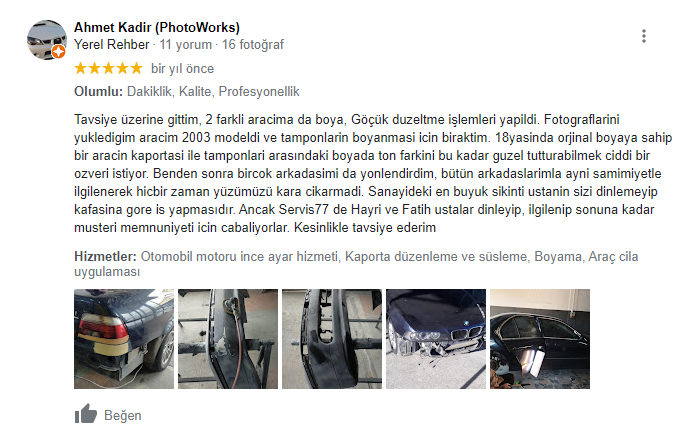 Ahmet Kadir (PhotoWorks)
Yerel Rehber · 11 yorum · 16 fotoğraf
bir yıl önce
Olumlu: Dakiklik, Kalite, Profesyonellik
Tavsiye üzerine gittim, 2 farkli aracima da boya, Göçük duzeltme işlemleri yapildi. Fotograflarini
yukledigim aracim 2003 modeldi ve tamponlarin boyanmasi icin biraktim. 18yasinda orjinal boyaya sahip
bir aracin kaportasi ile tamponlari arasındaki boyada ton farkini bu kadar guzel tutturabilmek ciddi bir
ozveri istiyor. Benden sonra bircok arkadasimi da yonlendirdim, bütün arkadaslarimla ayni samimiyetle
ilgilenerek hicbir zaman yüzümüzü kara cikarmadi. Sanayideki en buyuk sikinti ustanin sizi dinlemeyip
kafasina gore is yapmasıdır. Ancak Servis77 de Hayri ve Fatih ustalar dinleyip, ilgilenip sonuna kadar
musteri memnuniyeti icin cabaliyorlar. Kesinlikle tavsiye ederim
Hizmetler: Otomobil motoru ince ayar hizmeti, Kaporta düzenleme ve süsleme, Boyama, Araç cila
uygulaması
Beğen